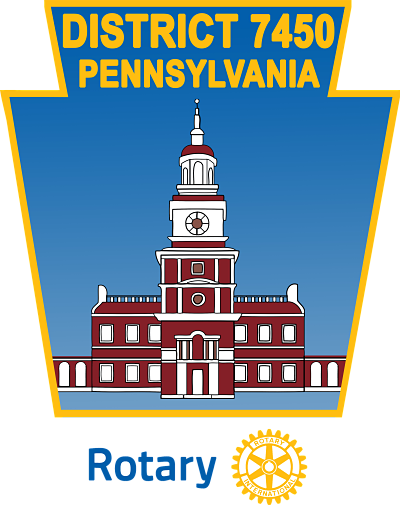 DISTRICT 7450
PENNSYLVANIA
Rotary
ROTARY
INTERNATIONAL